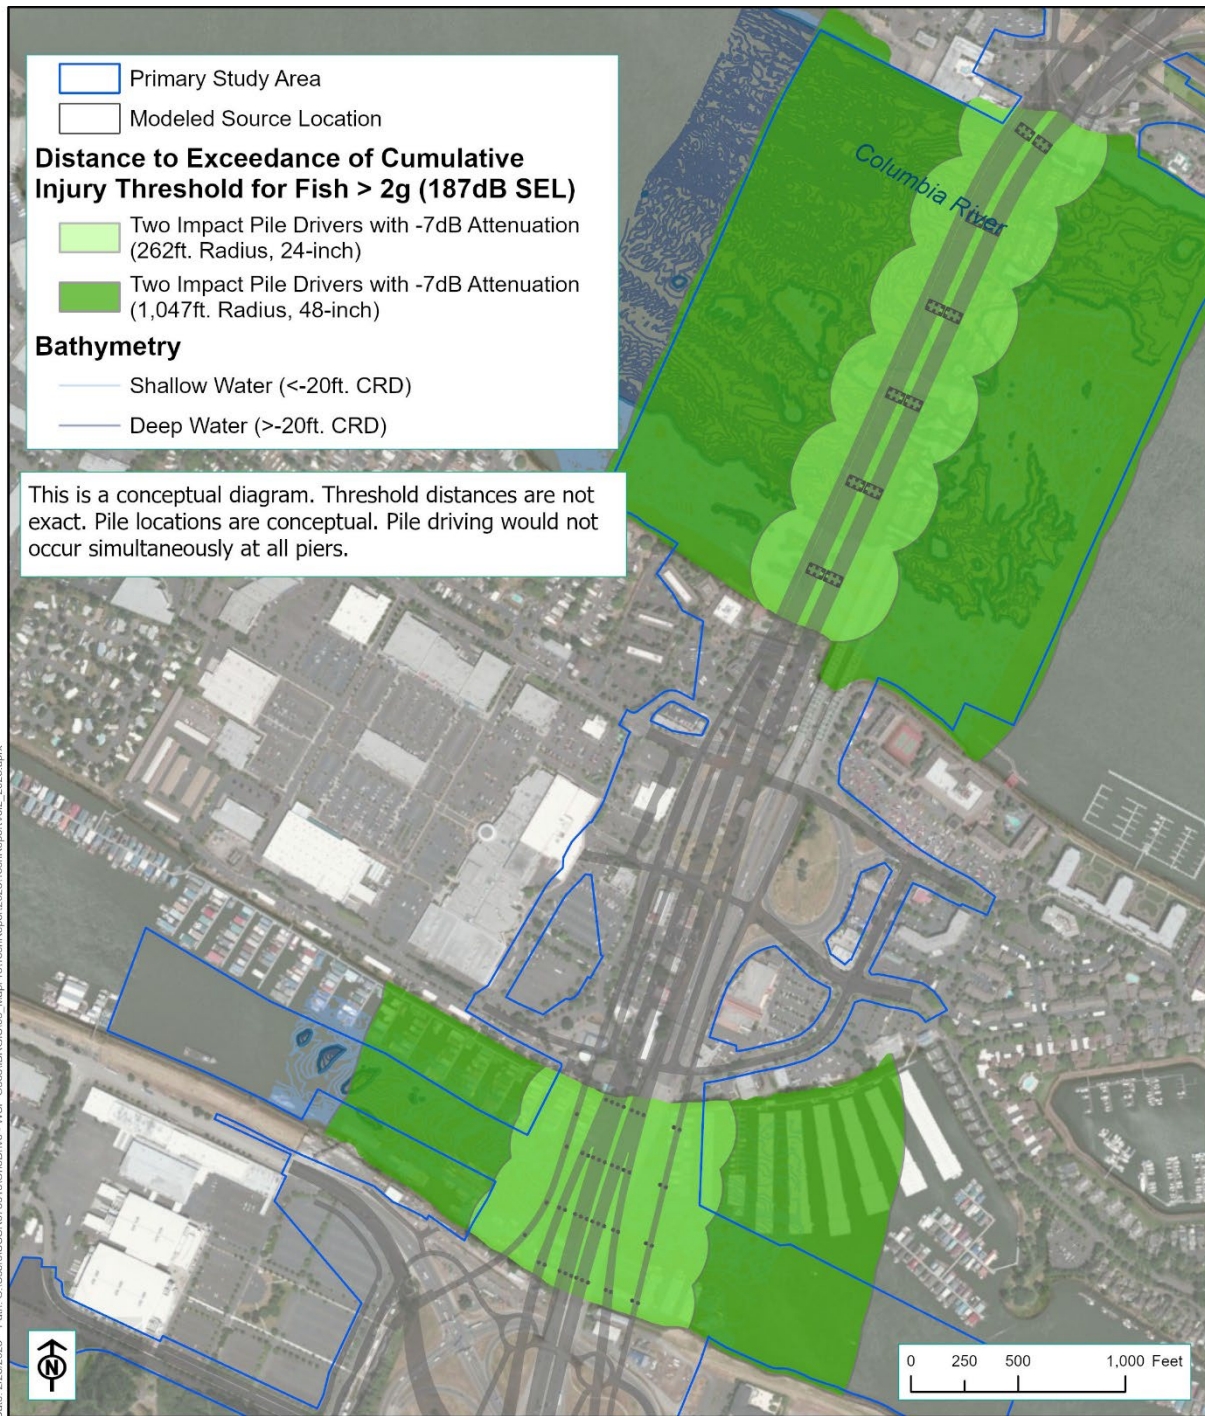 Primary Study Area
Modeled Source Location
Distance to Exceedance of Cumulative
Injury Threshold for Fish > 2g (187dB SEL)
Two Impact Pile Drivers with -7dB Attenuation
(262ft. Radius, 24-inch)
Two Impact Pile Drivers with -7dB Attenuation
(1,047ft. Radius, 48-inch)
Bathymetry
Shallow Water (<-20ft. CRD)
Deep Water (>-20ft. CRD)
This is a conceptual diagram. Threshold distances are not
exact. Pile locations are conceptual. Pile driving would not
occur simultaneously at all piers.
Columbia River
N
0 250 500 1,000 Feet